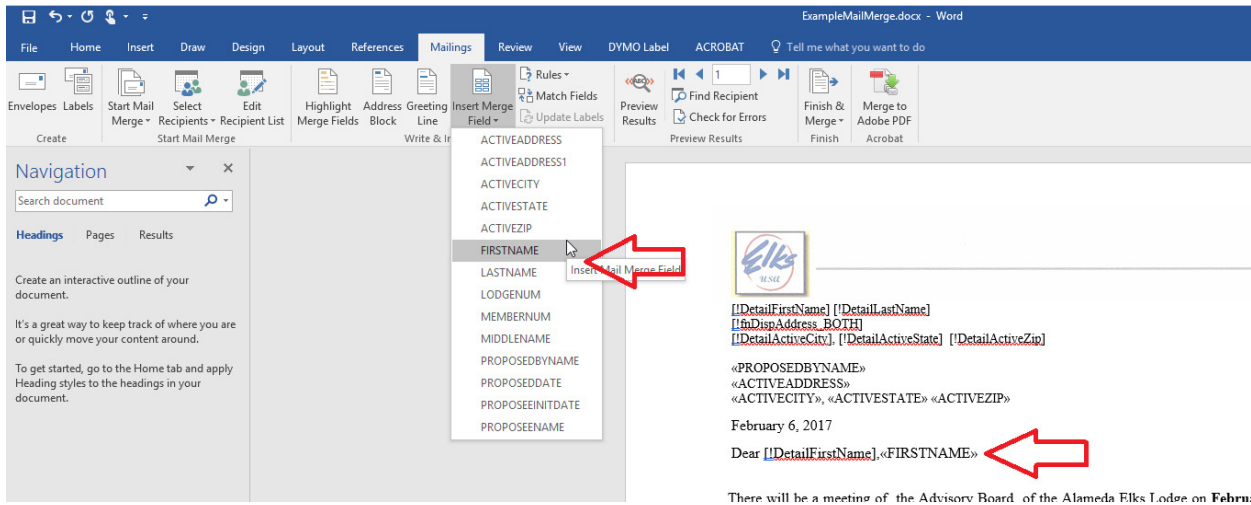 ExampleMailMerge.docx - Word
File Home Insert Draw Design Layout References Mailings Review View DYMO Label ACROBAT Tell me what you want to do
Envelopes Labels
Create
Start Mail Merge
Select Recipients
Edit Recipient List
Start Mail Merge
Highlight Merge Fields
Address Block
Greeting Line
Insert Merge Field
Rules
Match Fields
Update Labels
Write & In
«ABC»
Preview Results
1
Find Recipient
Check for Errors
Preview Results
Finish & Merge
Finish
Merge to Adobe PDF
Acrobat
Navigation
Search document
Headings Pages Results
Create an interactive outline of your
document.
It's a great way to keep track of where you are
or quickly move your content around.
To get started, go to the Home tab and apply
Heading styles to the headings in your
document.
ACTIVEADDRESS
ACTIVEADDRESS1
ACTIVECITY
ACTIVESTATE
ACTIVEZIP
FIRSTNAME
LASTNAME
LODGENUM
MEMBERNUM
MIDDLENAME
PROPOSEDBYNAME
PROPOSEDDATE
PROPOSEEINITDATE
PROPOSEENAME
Insert Mail Merge Field
Elks
USA
[!DetailFirstName] [!DetailLastName]
[!fnDispAddress_BOTH]
[!DetailActiveCity], [!DetailActiveState] [!DetailActiveZip]
«PROPOSEDBYNAME»
«ACTIVEADDRESS»
«ACTIVECITY», «ACTIVESTATE» «ACTIVEZIP»
February 6, 2017
Dear [!DetailFirstName],«FIRSTNAME»
There will be a meeting of the Advisory Board of the Alameda Elks Lodge on Februa